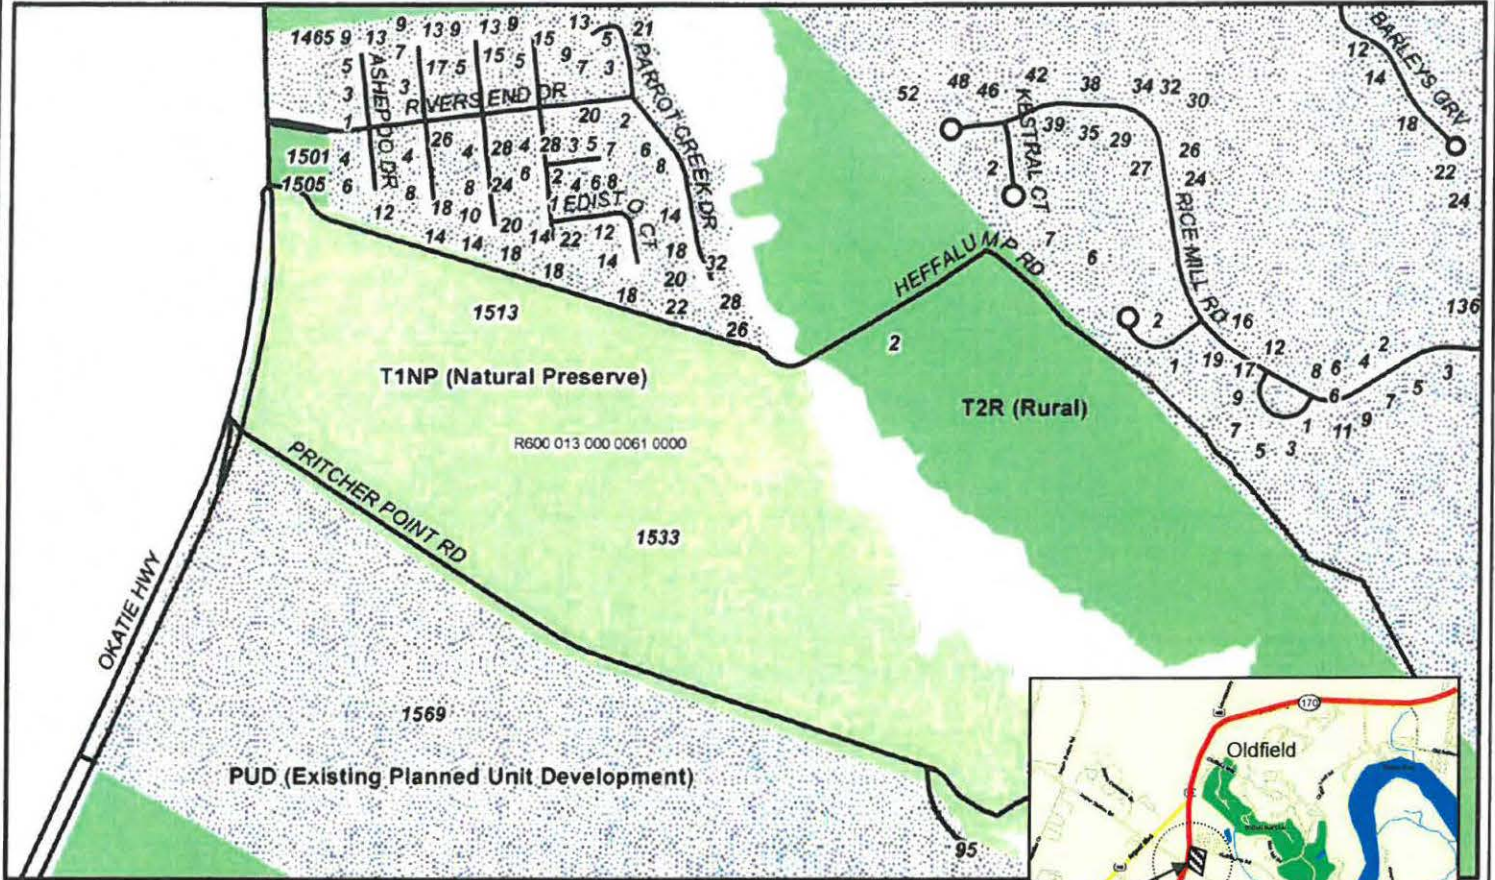 1465 9 13 9 13 9 13 9 13 5 21
5 7 17 5 15 5 15 9 7 3
3 3
ASHEPOO DR
RIVERS END DR
PARROT CREEK DR
1
20 2
1501 4 4 26 4 28 4 28 3 5 7 6 8
1505 6 8 8 24 6 2 4 6 8
12 18 10 20 1
EDISTO CT
14 14 18 14 22 12 14 18 32
18 14 20
18 22 28
26
52 48 46 42 38 34 32 30
KESTRAL CT
39 35 29 27 26 24
2 7 6
RICE MILL RD
BARLEYS GRV
12
14
18
22
24
136
HEFFALUMP RD
2
2 16
1 19 12
17 8 6 4 2
9 6 5 3
7 1 11 9 7
5 3
1513
T1NP (Natural Preserve)
T2R (Rural)
R600 013 000 0061 0000
PRITCHER POINT RD
1533
OKATIE HWY
1569
PUD (Existing Planned Unit Development)
95
170
Oldfield